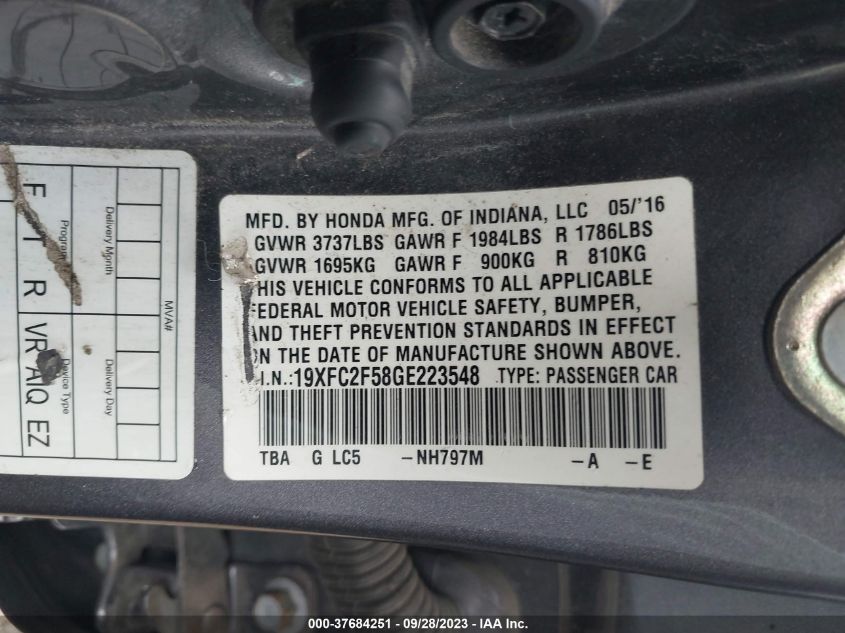 MFD. BY HONDA MFG. OF INDIANA, LLC 05/'16
GVWR 3737LBS GAWR F 1984LBS R 1786LBS
GVWR 1695KG GAWR F 900KG R 810KG
THIS VEHICLE CONFORMS TO ALL APPLICABLE
FEDERAL MOTOR VEHICLE SAFETY, BUMPER,
AND THEFT PREVENTION STANDARDS IN EFFECT
ON THE DATE OF MANUFACTURE SHOWN ABOVE.
.I.N.:19XFC2F58GE223548 TYPE: PASSENGER CAR
TBA G LC5 -NH797M -A -E
F T R VR AIQ EZ
Program
Device Type
Delivery Month
Delivery Day
MVA#
000-37684251 / 09/28/2023 - IAA Inc.